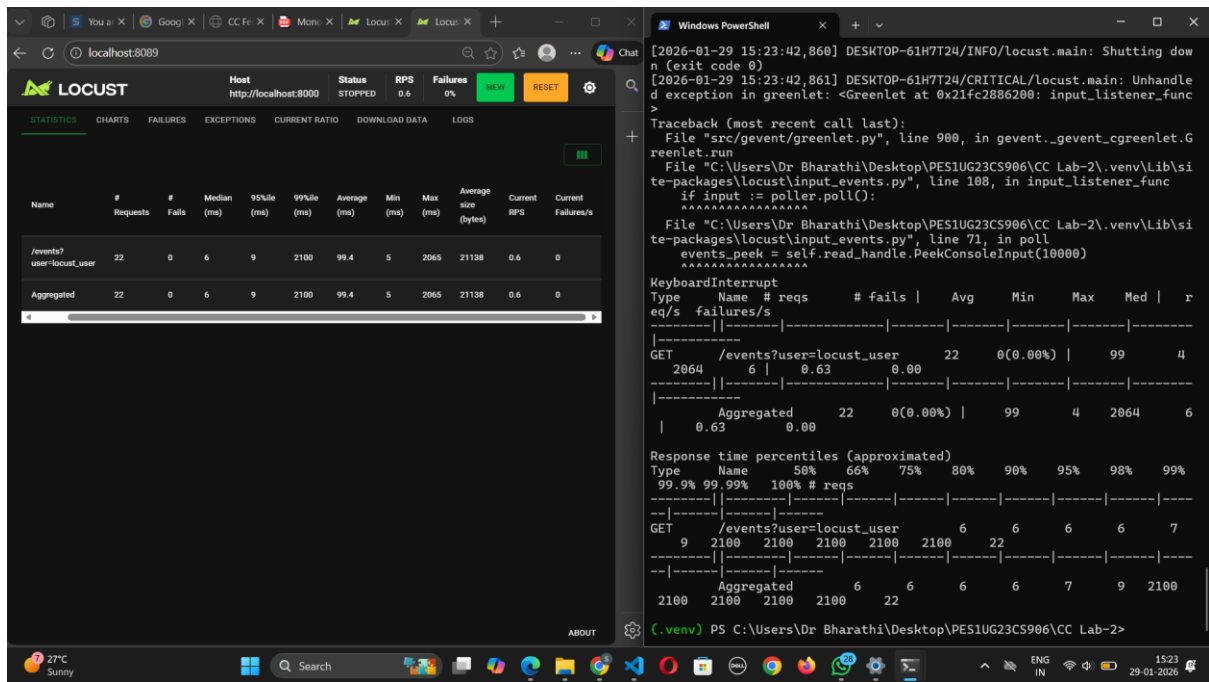 You ar
Googl
CC Fe
Mono
Locus
Locus
localhost:8089
Chat
LOCUST
Host
http://localhost:8000
Status
STOPPED
RPS
0.6
Failures
0%
NEW
RESET
STATISTICS CHARTS FAILURES EXCEPTIONS CURRENT RATIO DOWNLOAD DATA LOGS
Name # Requests # Fails Median (ms) 95%ile (ms) 99%ile (ms) Average (ms) Min (ms) Max (ms) Average size (bytes) Current RPS Current Failures/s
/events?
user=locust_user 22 0 6 9 2100 99.4 5 2065 21138 0.6 0
Aggregated 22 0 6 9 2100 99.4 5 2065 21138 0.6 0
ABOUT
Windows PowerShell
[2026-01-29 15:23:42,860] DESKTOP-61H7T24/INFO/locust.main: Shutting dow
n (exit code 0)
[2026-01-29 15:23:42,861] DESKTOP-61H7T24/CRITICAL/locust.main: Unhandle
d exception in greenlet: <Greenlet at 0x21fc2886200: input_listener_func
>
Traceback (most recent call last):
File "src/gevent/greenlet.py", line 900, in gevent._gevent_cgreenlet.G
reenlet.run
File "C:\Users\Dr Bharathi\Desktop\PES1UG23CS906\CC Lab-2\.venv\Lib\si
te-packages\locust\input_events.py", line 108, in input_listener_func
if input := poller.poll():
^^^^^^^^^^^^^^^^^
File "C:\Users\Dr Bharathi\Desktop\PES1UG23CS906\CC Lab-2\.venv\Lib\si
te-packages\locust\input_events.py", line 71, in poll
events_peek = self.read_handle.PeekConsoleInput(10000)
^^^^^^^^^^^^^^^^^
KeyboardInterrupt
Type Name # reqs # fails | Avg Min Max Med | r
eq/s failures/s
--------||-------|-------------|-------|-------|-------|-------|--------
|-----------
GET /events?user=locust_user 22 0(0.00%) | 99 4
2064 6 | 0.63 0.00
--------||-------|-------------|-------|-------|-------|-------|--------
|-----------
Aggregated 22 0(0.00%) | 99 4 2064 6
| 0.63 0.00
Response time percentiles (approximated)
Type Name 50% 66% 75% 80% 90% 95% 98% 99%
99.9% 99.99% 100% # reqs
--------||--------|------|------|------|------|------|------|------|----
--|------|------|------
GET /events?user=locust_user 6 6 6 6 7
9 2100 2100 2100 2100 2100 22
--------||--------|------|------|------|------|------|------|------|----
--|------|------|------
Aggregated 6 6 6 6 7 9 2100
2100 2100 2100 2100 22
(.venv) PS C:\Users\Dr Bharathi\Desktop\PES1UG23CS906\CC Lab-2>
7
27°C
Sunny
Search
DELL
28
ENG
IN
15:23
29-01-2026